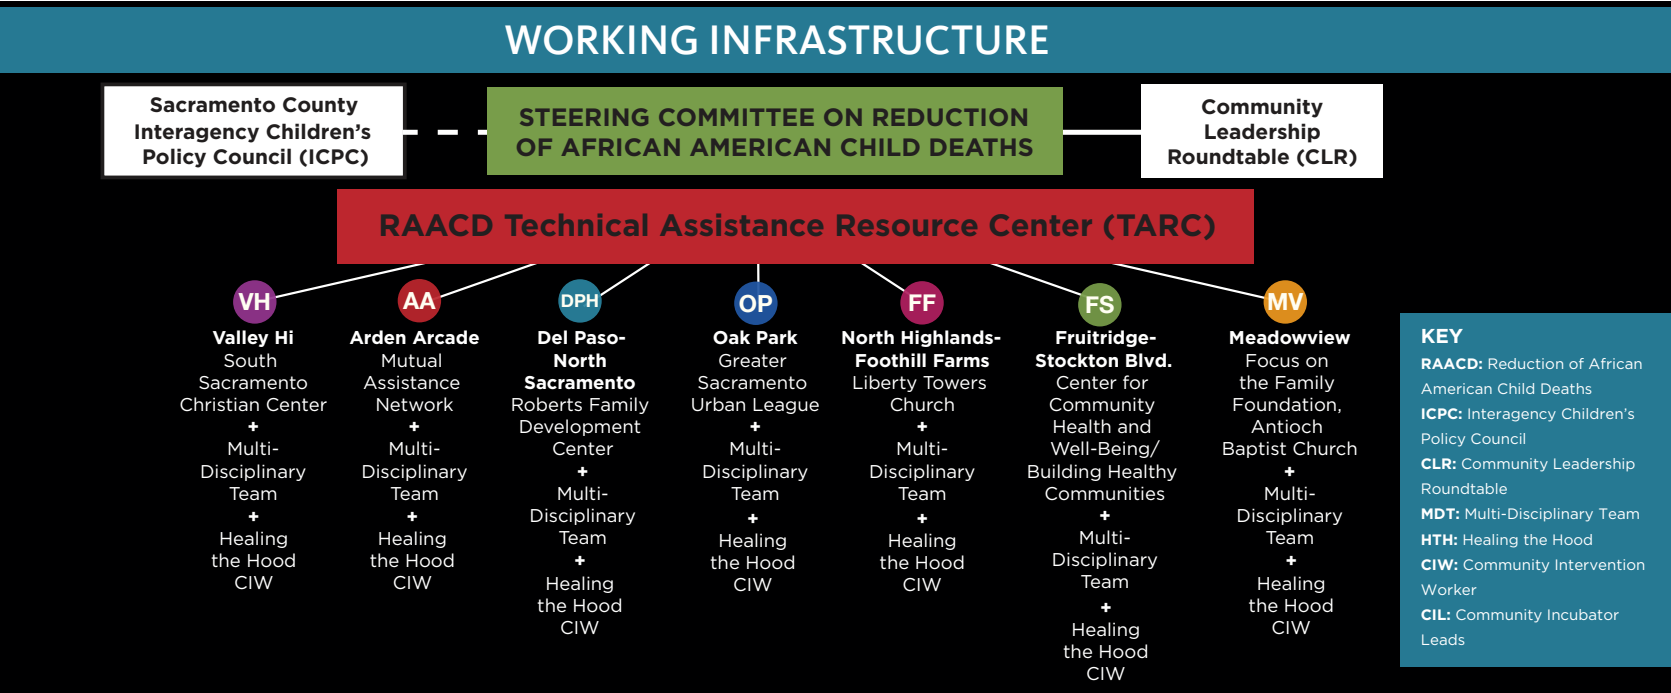 WORKING INFRASTRUCTURE
Sacramento County
Interagency Children's
Policy Council (ICPC)
STEERING COMMITTEE ON REDUCTION
OF AFRICAN AMERICAN CHILD DEATHS
Community
Leadership
Roundtable (CLR)
RAACD Technical Assistance Resource Center (TARC)
VH
Valley Hi
South
Sacramento
Christian Center
+
Multi-
Disciplinary
Team
+
Healing
the Hood
CIW
AA
Arden Arcade
Mutual
Assistance
Network
+
Multi-
Disciplinary
Team
+
Healing
the Hood
CIW
DPH
Del Paso-
North
Sacramento
Roberts Family
Development
Center
+
Multi-
Disciplinary
Team
+
Healing
the Hood
CIW
OP
Oak Park
Greater
Sacramento
Urban League
+
Multi-
Disciplinary
Team
+
Healing
the Hood
CIW
FF
North Highlands-
Foothill Farms
Liberty Towers
Church
+
Multi-
Disciplinary
Team
+
Healing
the Hood
CIW
FS
Fruitridge-
Stockton Blvd.
Center for
Community
Health and
Well-Being/
Building Healthy
Communities
+
Multi-
Disciplinary
Team
+
Healing
the Hood
CIW
MV
Meadowview
Focus on
the Family
Foundation,
Antioch
Baptist Church
+
Multi-
Disciplinary
Team
+
Healing
the Hood
CIW
KEY
RAACD: Reduction of African
American Child Deaths
ICPC: Interagency Children's
Policy Council
CLR: Community Leadership
Roundtable
MDT: Multi-Disciplinary Team
HTH: Healing the Hood
CIW: Community Intervention
Worker
CIL: Community Incubator
Leads